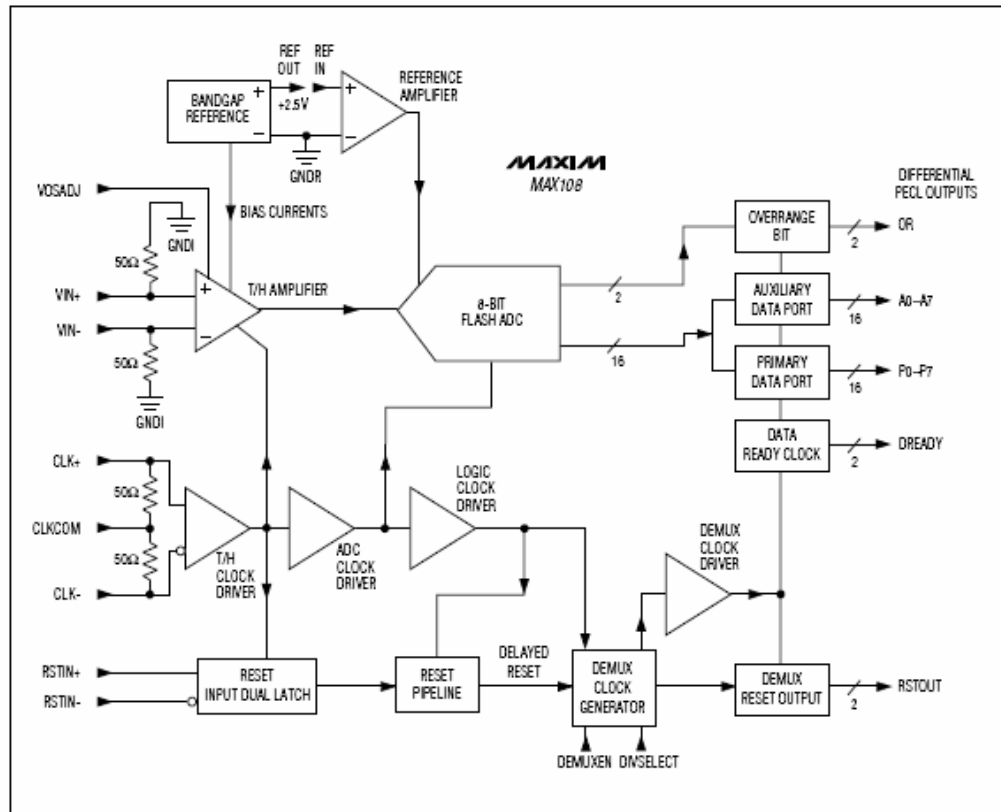 REF OUT
REF IN
+2.5V
BANDGAP
REFERENCE
+
−
+
−
REFERENCE
AMPLIFIER
GNDR
MAXIM
MAX108
DIFFERENTIAL
PECL OUTPUTS
VOSADJ
BIAS CURRENTS
GNDI
50Ω
VIN+
+
T/H AMPLIFIER
VIN-
−
50Ω
GNDI
8-BIT
FLASH ADC
2
16
OVERRANGE
BIT
2
OR
AUXILIARY
DATA PORT
16
A0–A7
PRIMARY
DATA PORT
16
P0–P7
DATA
READY CLOCK
2
DREADY
CLK+
50Ω
CLKCOM
50Ω
CLK-
T/H
CLOCK
DRIVER
ADC
CLOCK
DRIVER
LOGIC
CLOCK
DRIVER
DEMUX
CLOCK
DRIVER
RSTIN+
RSTIN-
RESET
INPUT DUAL LATCH
RESET
PIPELINE
DELAYED
RESET
DEMUX
CLOCK
GENERATOR
DEMUX
RESET OUTPUT
2
RSTOUT
DEMUXEN
DIVSELECT